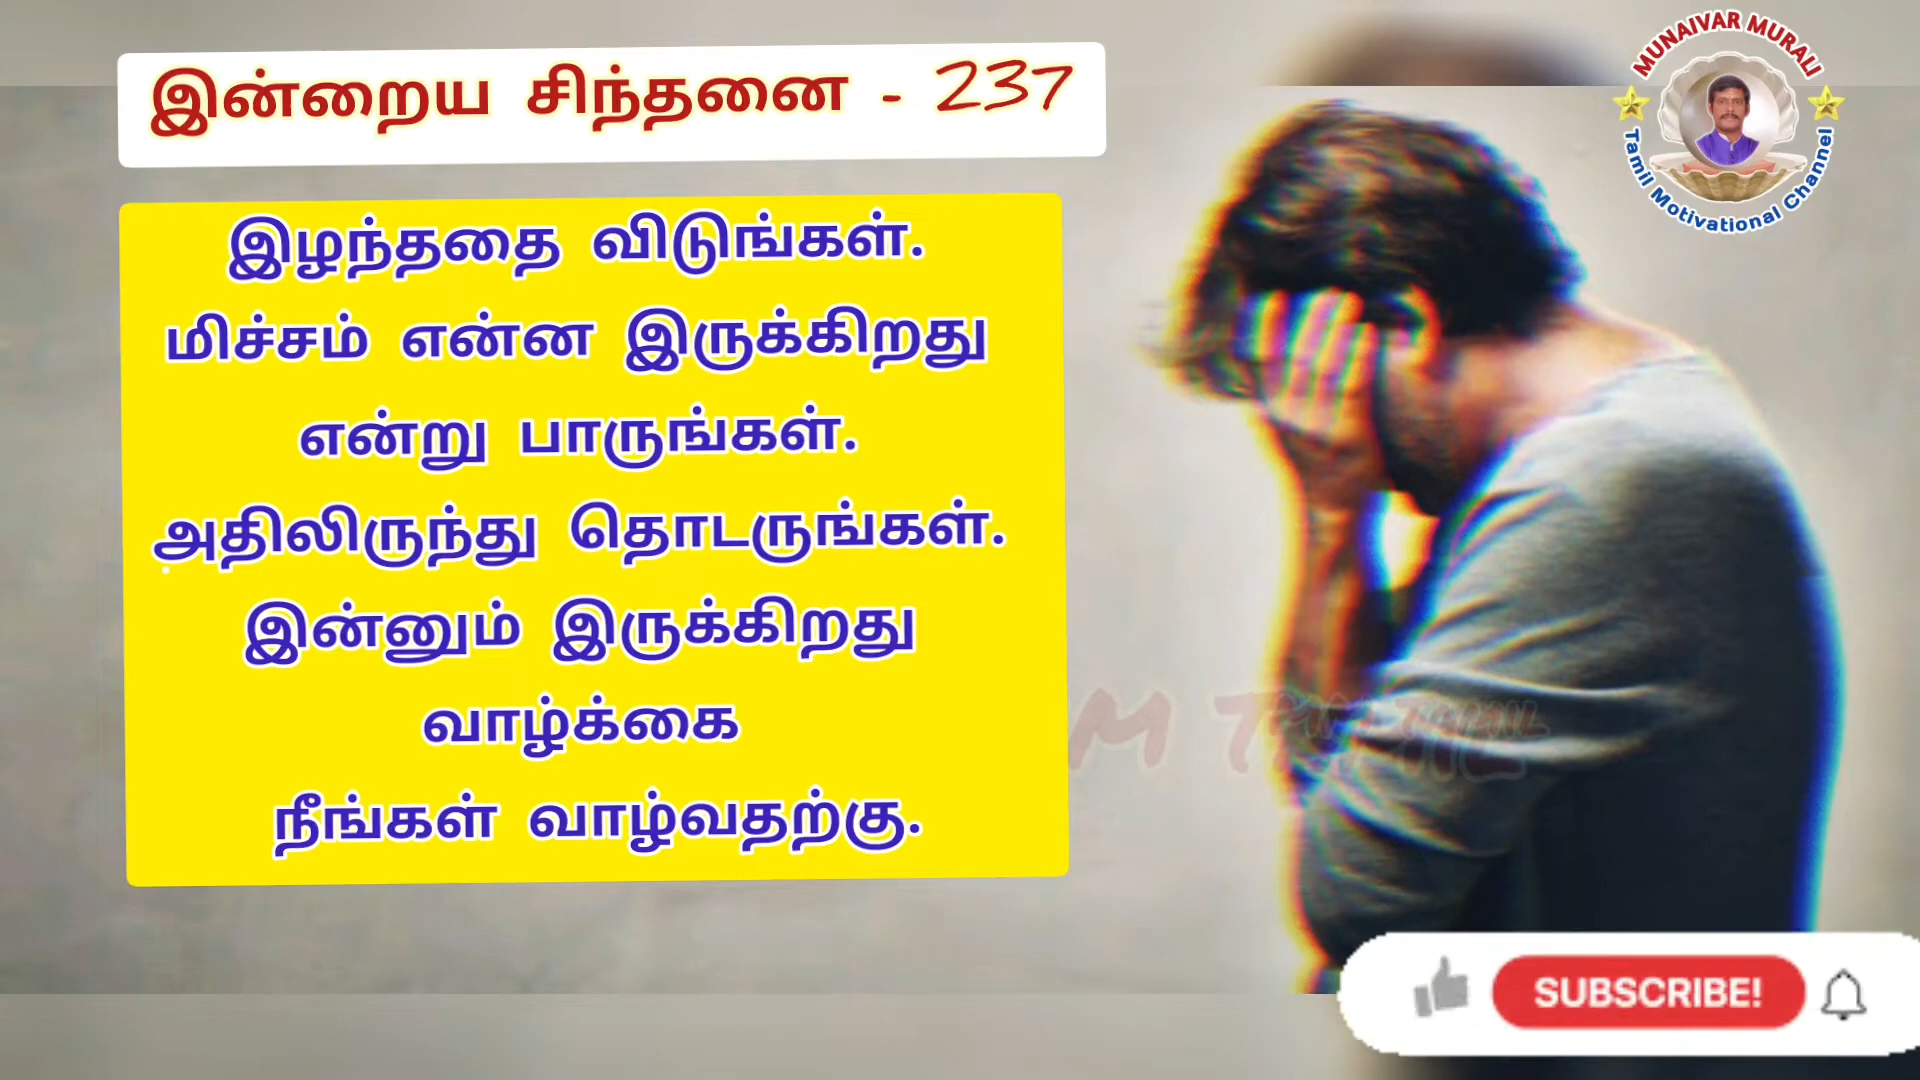 இன்றைய சிந்தனை - 237
இழந்ததை விடுங்கள்.
மிச்சம் என்ன இருக்கிறது
என்று பாருங்கள்.
அதிலிருந்து தொடருங்கள்.
இன்னும் இருக்கிறது
வாழ்க்கை
நீங்கள் வாழ்வதற்கு.
MUNAIVAR MURALI
Tamil Motivational Channel
SUBSCRIBE!